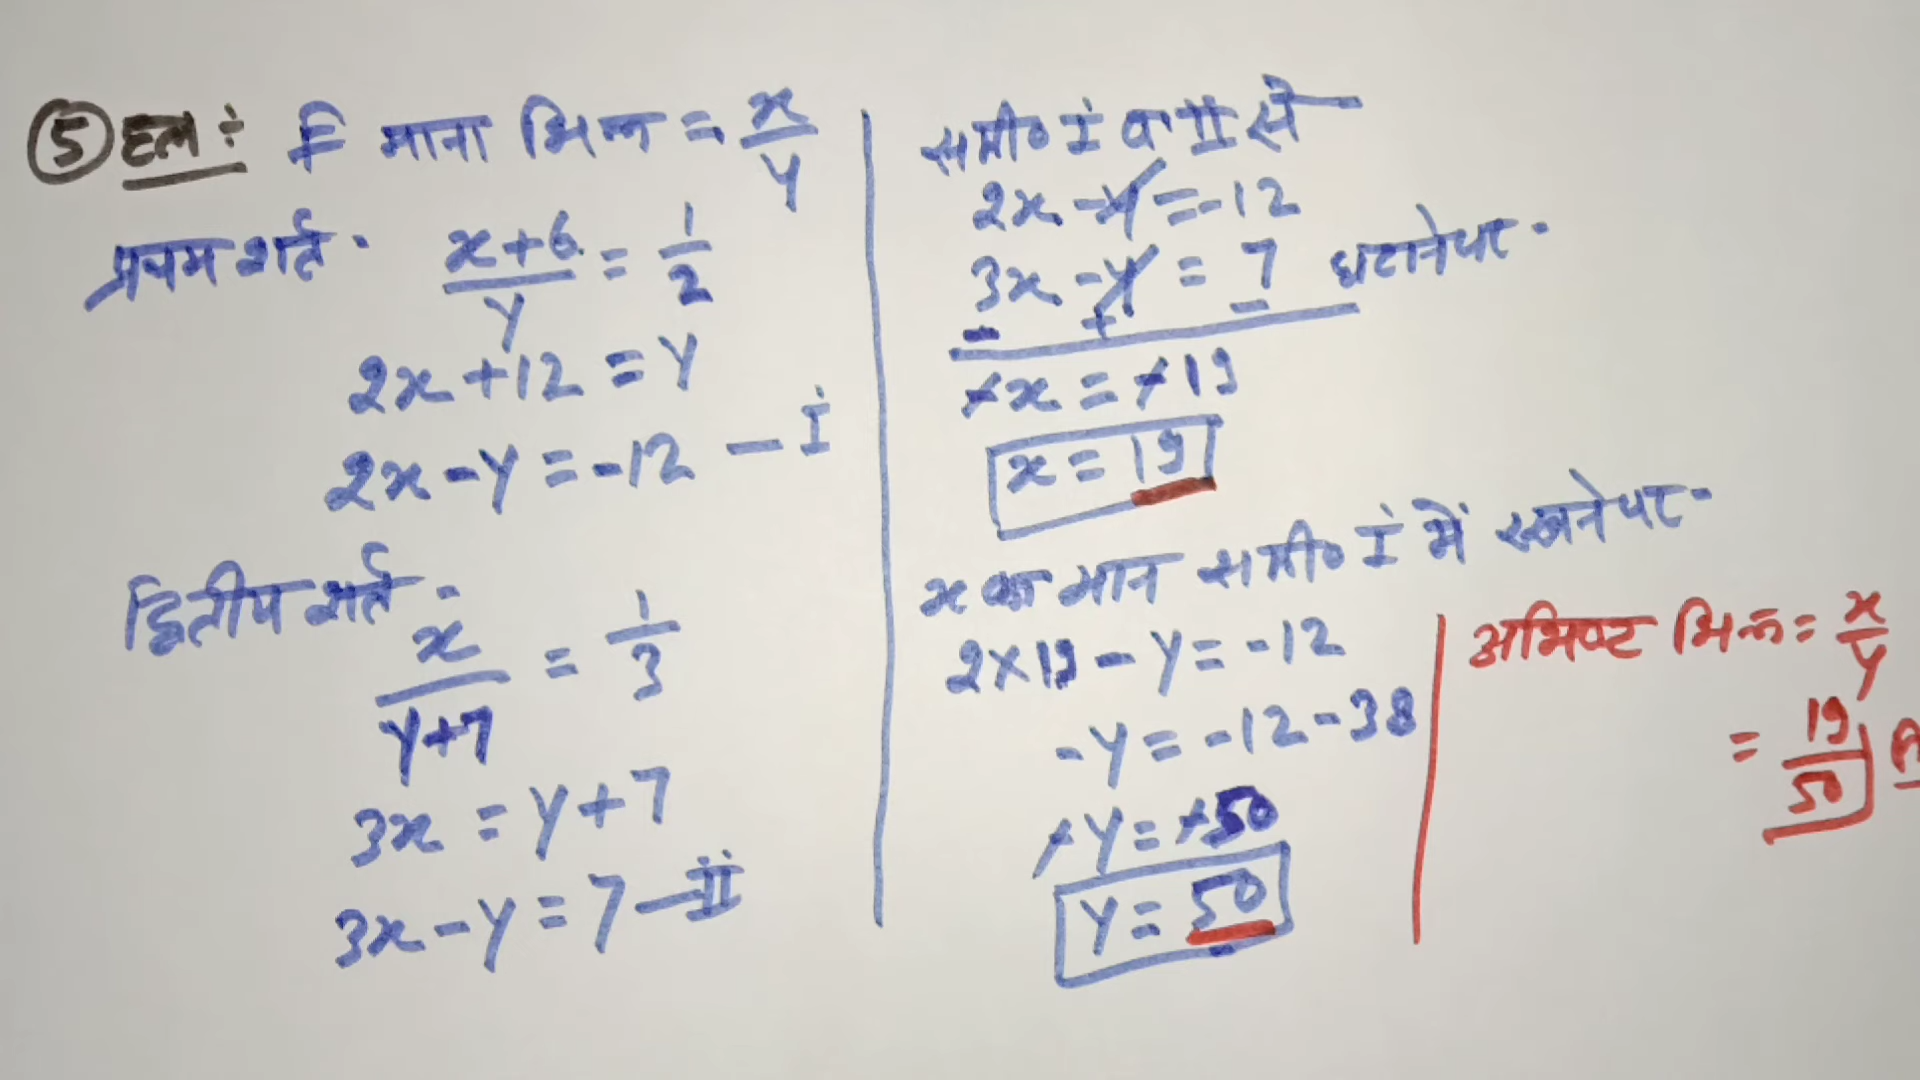 ⑤ हल ÷ माना भिन्न = x/y
प्रथम शर्त - (x+6)/y = 1/2
2x+12 = y
2x-y = -12 — I
द्वितीय शर्त -
x/(y+7) = 1/3
3x = y+7
3x-y = 7 — II
समी० I व II से
2x-y = -12
3x-y = 7 घटाने पर -
- + -
-x = -19
x = 19
x का मान समी० I में रखने पर -
2×19-y = -12
-y = -12-38
-y = -50
y = 50
अभिष्ट भिन्न = x/y
= 19/50